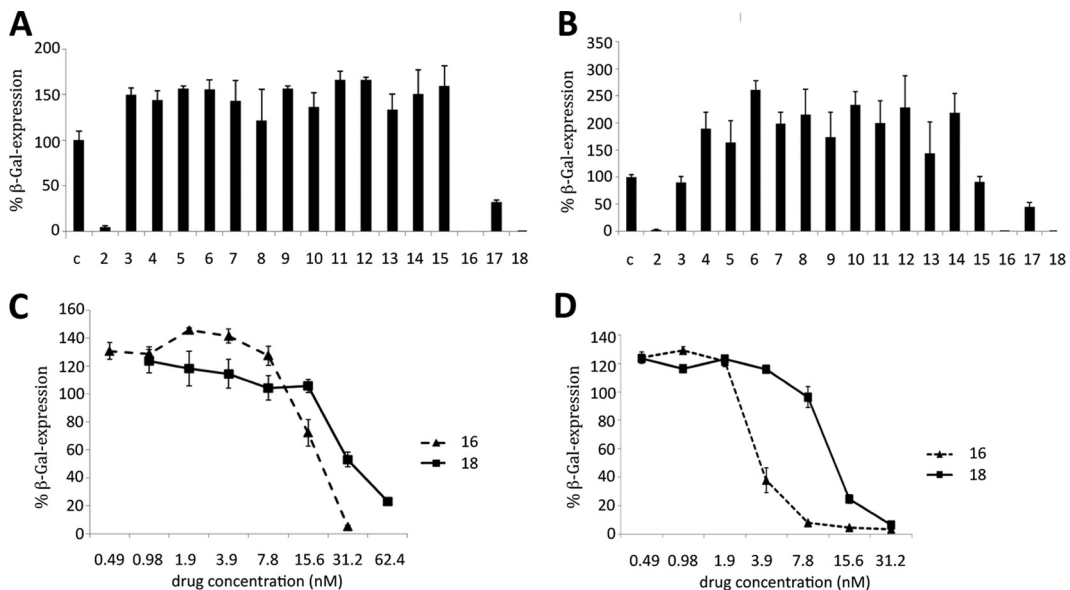 A
% β-Gal-expression
200
150
100
50
0
c 2 3 4 5 6 7 8 9 10 11 12 13 14 15 16 17 18
B
% β-Gal-expression
350
300
250
200
150
100
50
0
c 2 3 4 5 6 7 8 9 10 11 12 13 14 15 16 17 18
C
% β-Gal-expression
160
140
120
100
80
60
40
20
0
0.49 0.98 1.9 3.9 7.8 15.6 31.2 62.4
drug concentration (nM)
16
18
D
% β-Gal-expression
140
120
100
80
60
40
20
0
0.49 0.98 1.9 3.9 7.8 15.6 31.2
drug concentration (nM)
16
18